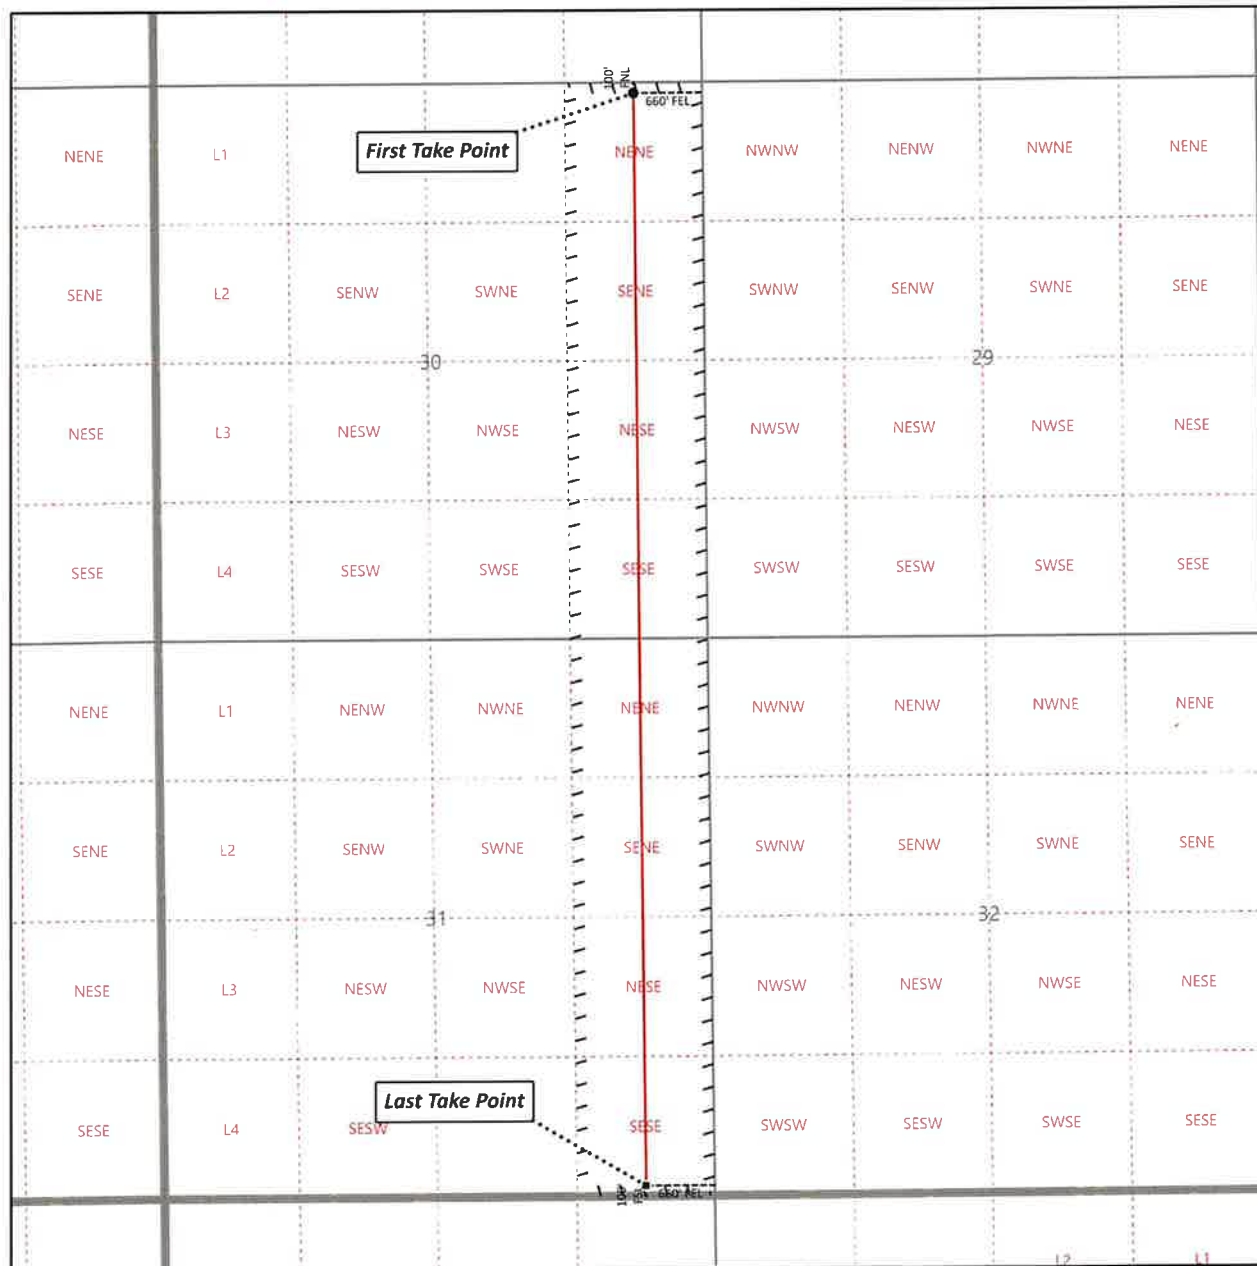 100' FNL
660' FEL
First Take Point
NENE L1 NENE NWNW NENW NWNE NENE
SENE L2 SENW SWNE SENE SWNW SENW SWNE SENE
30 29
NESE L3 NESW NWSE NESE NWSW NESW NWSE NESE
SESE L4 SESW SWSE SESE SWSW SESW SWSE SESE
NENE L1 NENW NWNE NENE NWNW NENW NWNE NENE
SENE L2 SENW SWNE SENE SWNW SENW SWNE SENE
31 32
NESE L3 NESW NWSE NESE NWSW NESW NWSE NESE
Last Take Point
SESE L4 SESW SESE SWSW SESW SWSE SESE
100' FSL
660' FEL
L2 L1